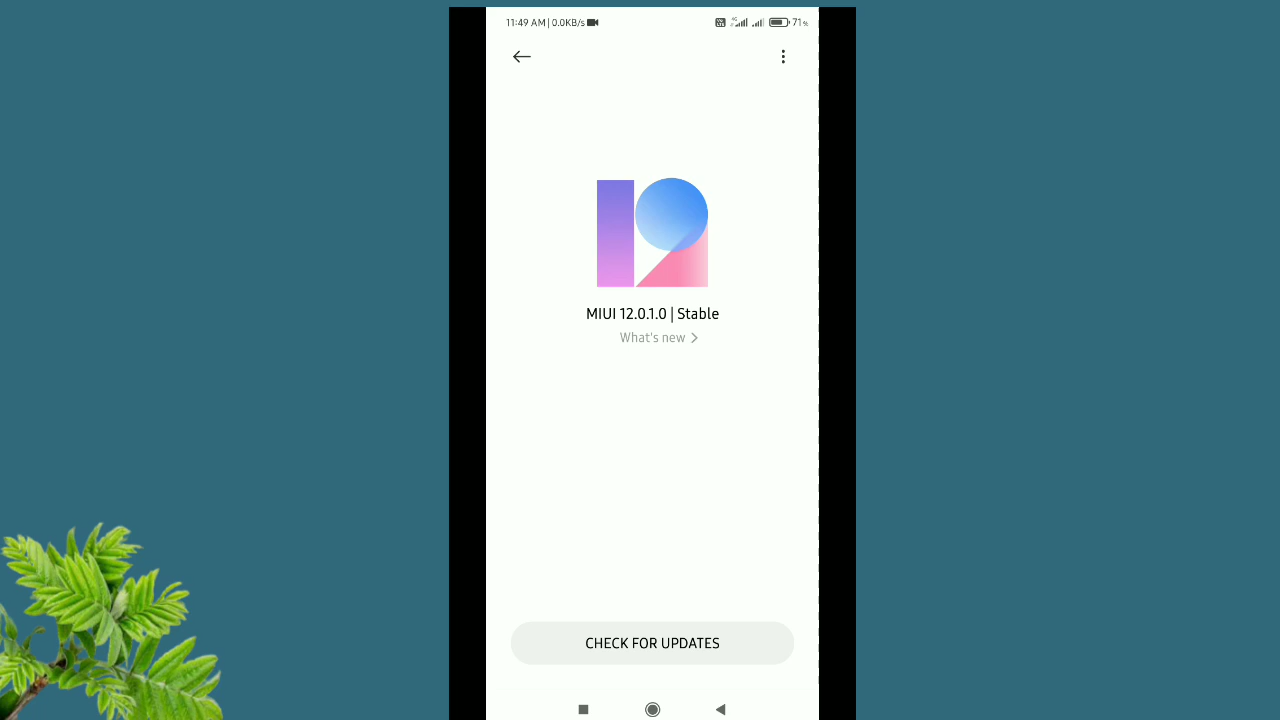 11:49 AM | 0.0KB/s 71%
MIUI 12.0.1.0 | Stable
What's new
CHECK FOR UPDATES